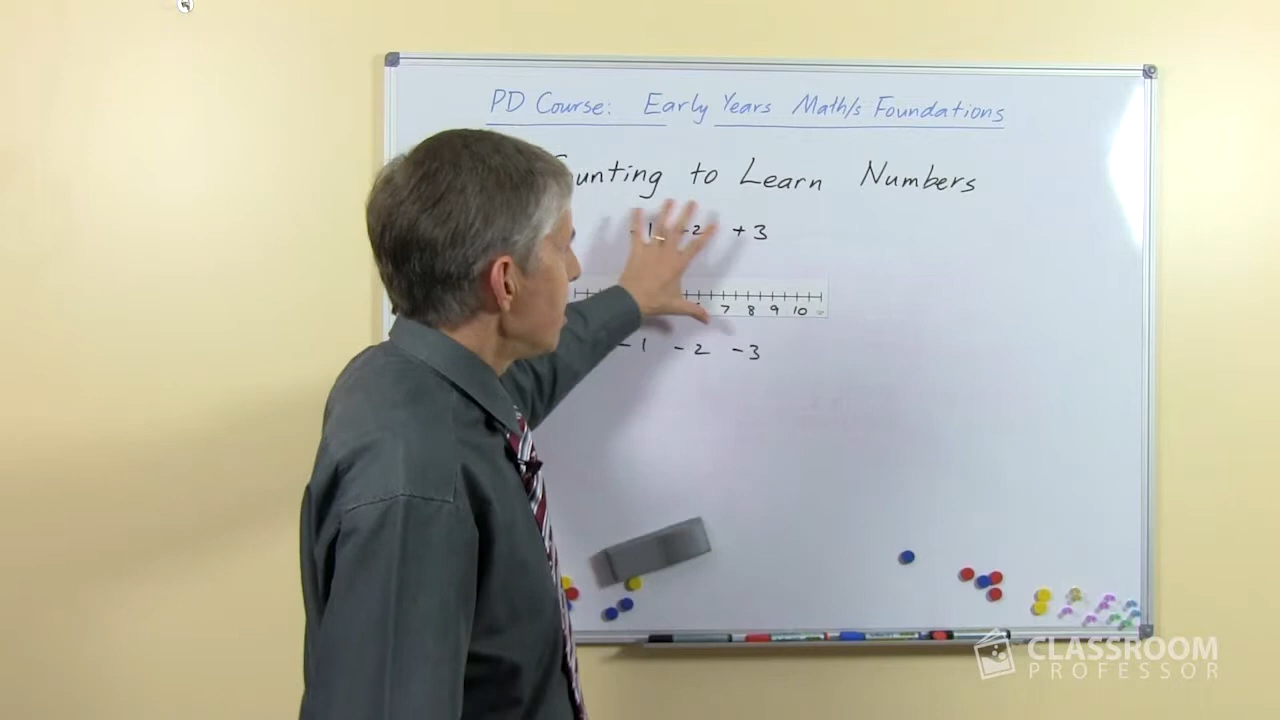 PD Course: Early Years Math/s Foundations
ounting to Learn Numbers
1 -2 +3
7 8 9 10
-1 -2 -3
CLASSROOM
PROFESSOR